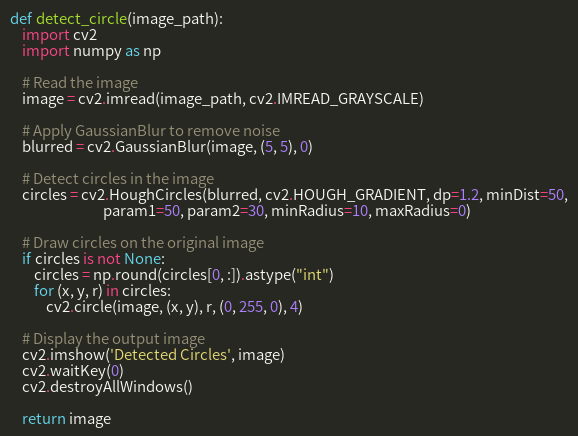 def detect_circle(image_path):
    import cv2
    import numpy as np

    # Read the image
    image = cv2.imread(image_path, cv2.IMREAD_GRAYSCALE)

    # Apply GaussianBlur to remove noise
    blurred = cv2.GaussianBlur(image, (5, 5), 0)

    # Detect circles in the image
    circles = cv2.HoughCircles(blurred, cv2.HOUGH_GRADIENT, dp=1.2, minDist=50,
                               param1=50, param2=30, minRadius=10, maxRadius=0)

    # Draw circles on the original image
    if circles is not None:
        circles = np.round(circles[0, :]).astype("int")
        for (x, y, r) in circles:
            cv2.circle(image, (x, y), r, (0, 255, 0), 4)

    # Display the output image
    cv2.imshow('Detected Circles', image)
    cv2.waitKey(0)
    cv2.destroyAllWindows()

    return image